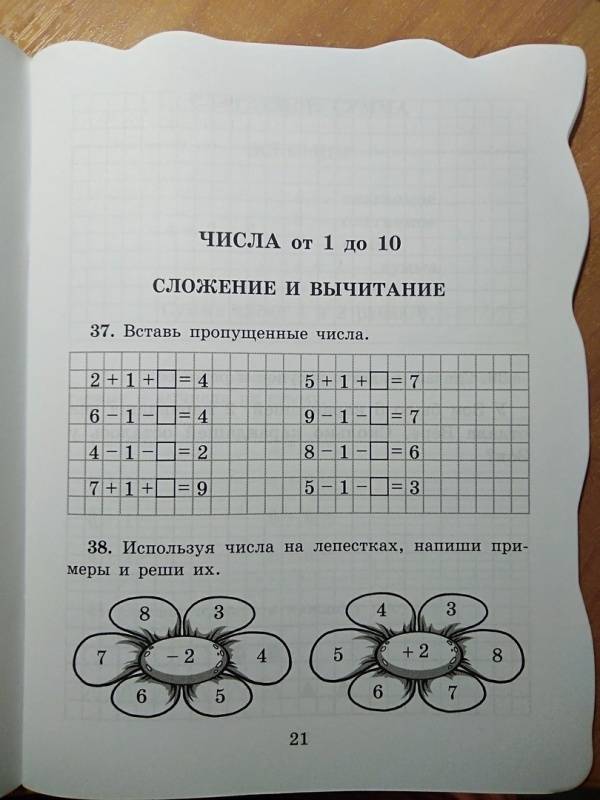 ЧИСЛА от 1 до 10
СЛОЖЕНИЕ И ВЫЧИТАНИЕ
37. Вставь пропущенные числа.
2 + 1 + □ = 4 5 + 1 + □ = 7
6 − 1 − □ = 4 9 − 1 − □ = 7
4 − 1 − □ = 2 8 − 1 − □ = 6
7 + 1 + □ = 9 5 − 1 − □ = 3
38. Используя числа на лепестках, напиши при-
меры и реши их.
8 3 4 3
7 − 2 4 5 + 2 8
6 5 6 7
21